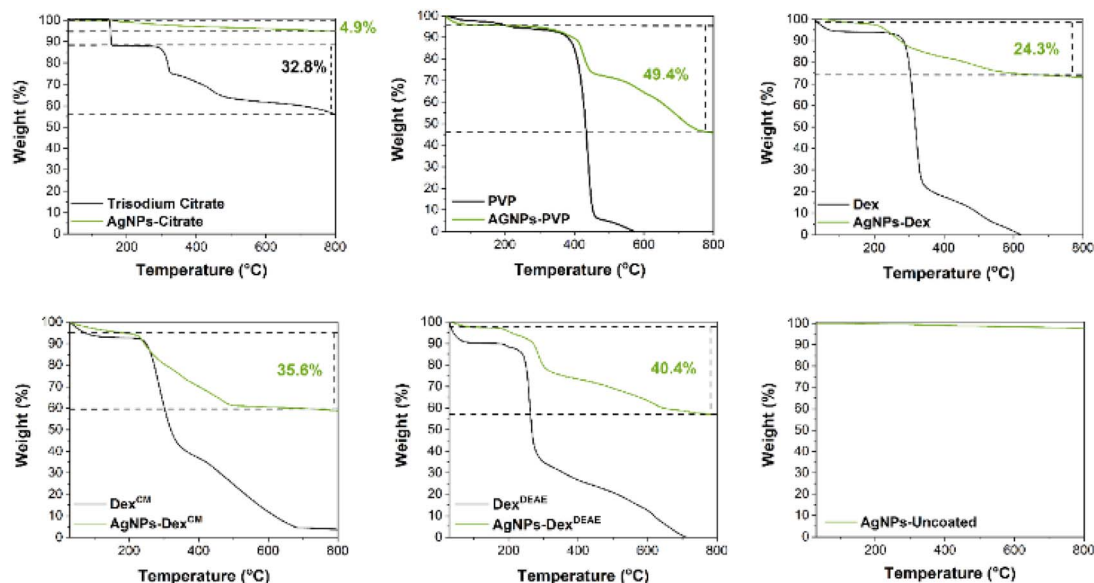 100
90
80
70
60
50
40
30
20
10
0
Weight (%)
4.9%
32.8%
Trisodium Citrate
AgNPs-Citrate
200 400 600 800
Temperature (°C)
100
90
80
70
60
50
40
30
20
10
0
Weight (%)
49.4%
PVP
AGNPs-PVP
200 400 600 800
Temperature (°C)
100
90
80
70
60
50
40
30
20
10
0
Weight (%)
24.3%
Dex
AgNPs-Dex
200 400 600 800
Temperature (°C)
100
90
80
70
60
50
40
30
20
10
0
Weight (%)
35.6%
Dex^CM
AgNPs-Dex^CM
200 400 600 800
Temperature (°C)
100
90
80
70
60
50
40
30
20
10
0
Weight (%)
40.4%
Dex^DEAE
AgNPs-Dex^DEAE
200 400 600 800
Temperature (°C)
100
90
80
70
60
50
40
30
20
10
0
Weight (%)
AgNPs-Uncoated
200 400 600 800
Temperature (°C)